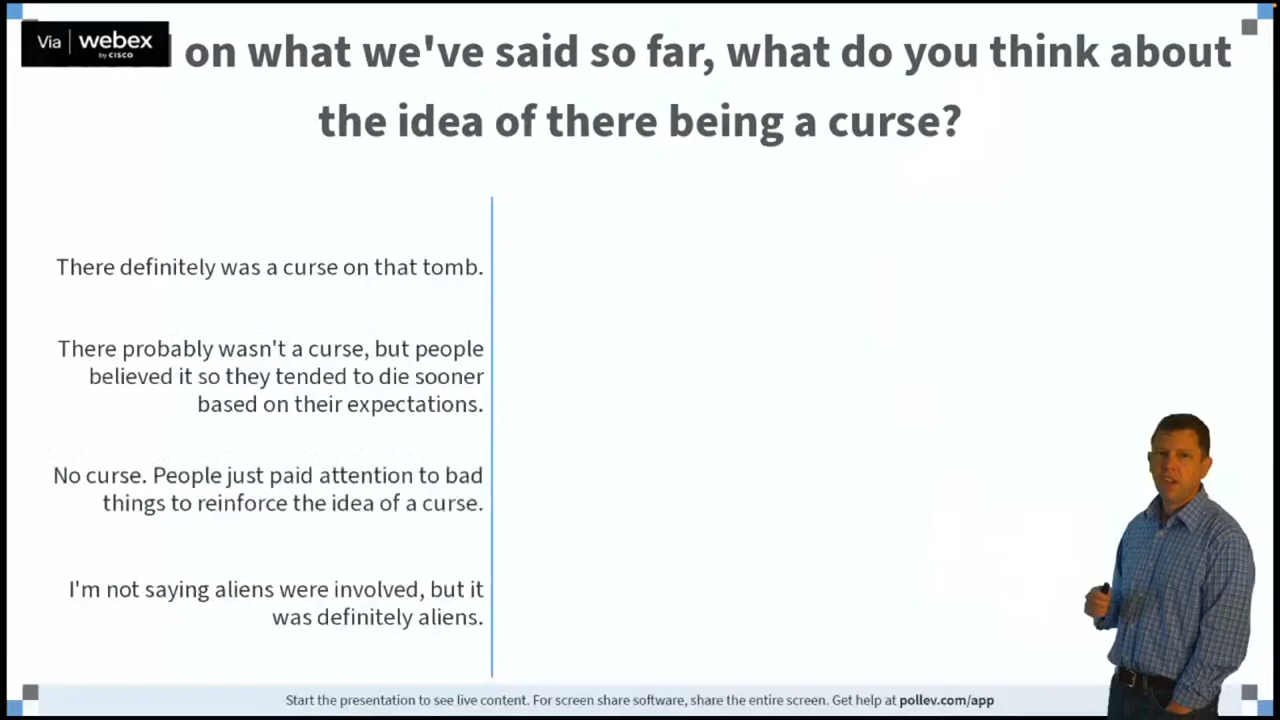 Via webex
by CISCO
on what we've said so far, what do you think about
the idea of there being a curse?
There definitely was a curse on that tomb.
There probably wasn't a curse, but people
believed it so they tended to die sooner
based on their expectations.
No curse. People just paid attention to bad
things to reinforce the idea of a curse.
I'm not saying aliens were involved, but it
was definitely aliens.
Start the presentation to see live content. For screen share software, share the entire screen. Get help at pollev.com/app